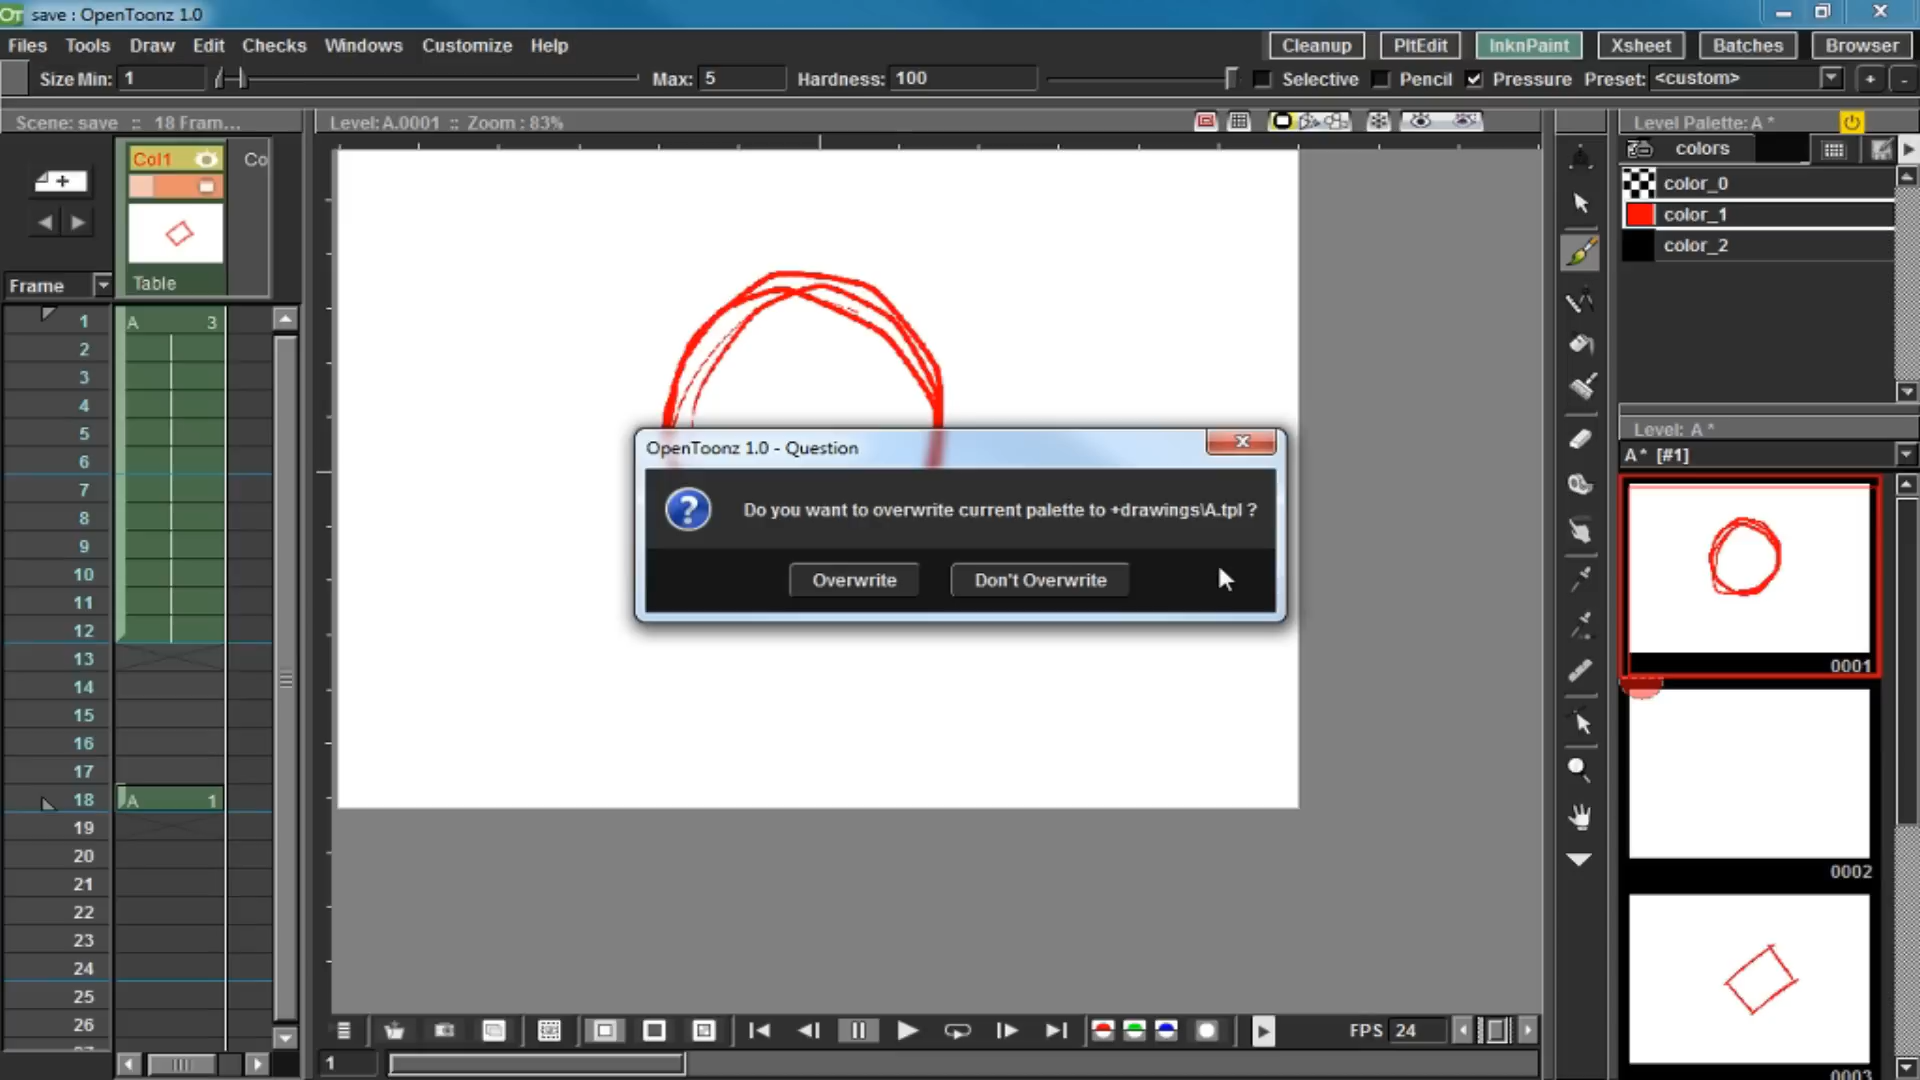 save : OpenToonz 1.0
Files Tools Draw Edit Checks Windows Customize Help
Cleanup PltEdit InknPaint Xsheet Batches Browser
Size Min: 1 Max: 5 Hardness: 100 Selective Pencil Pressure Preset: <custom> + -
Scene: save :: 18 Fram...
Level: A.0001 :: Zoom : 83%
Level Palette: A *
Col1 Co
colors
color_0
color_1
color_2
Table
Frame
1 A 3
2
3
4
5
6
7
8
9
10
11
12
13
14
15
16
17
18 A 1
19
20
21
22
23
24
25
26
OpenToonz 1.0 - Question
Do you want to overwrite current palette to +drawings\A.tpl ?
Overwrite Don't Overwrite
Level: A *
A * [#1]
0001
0002
0003
FPS 24
1